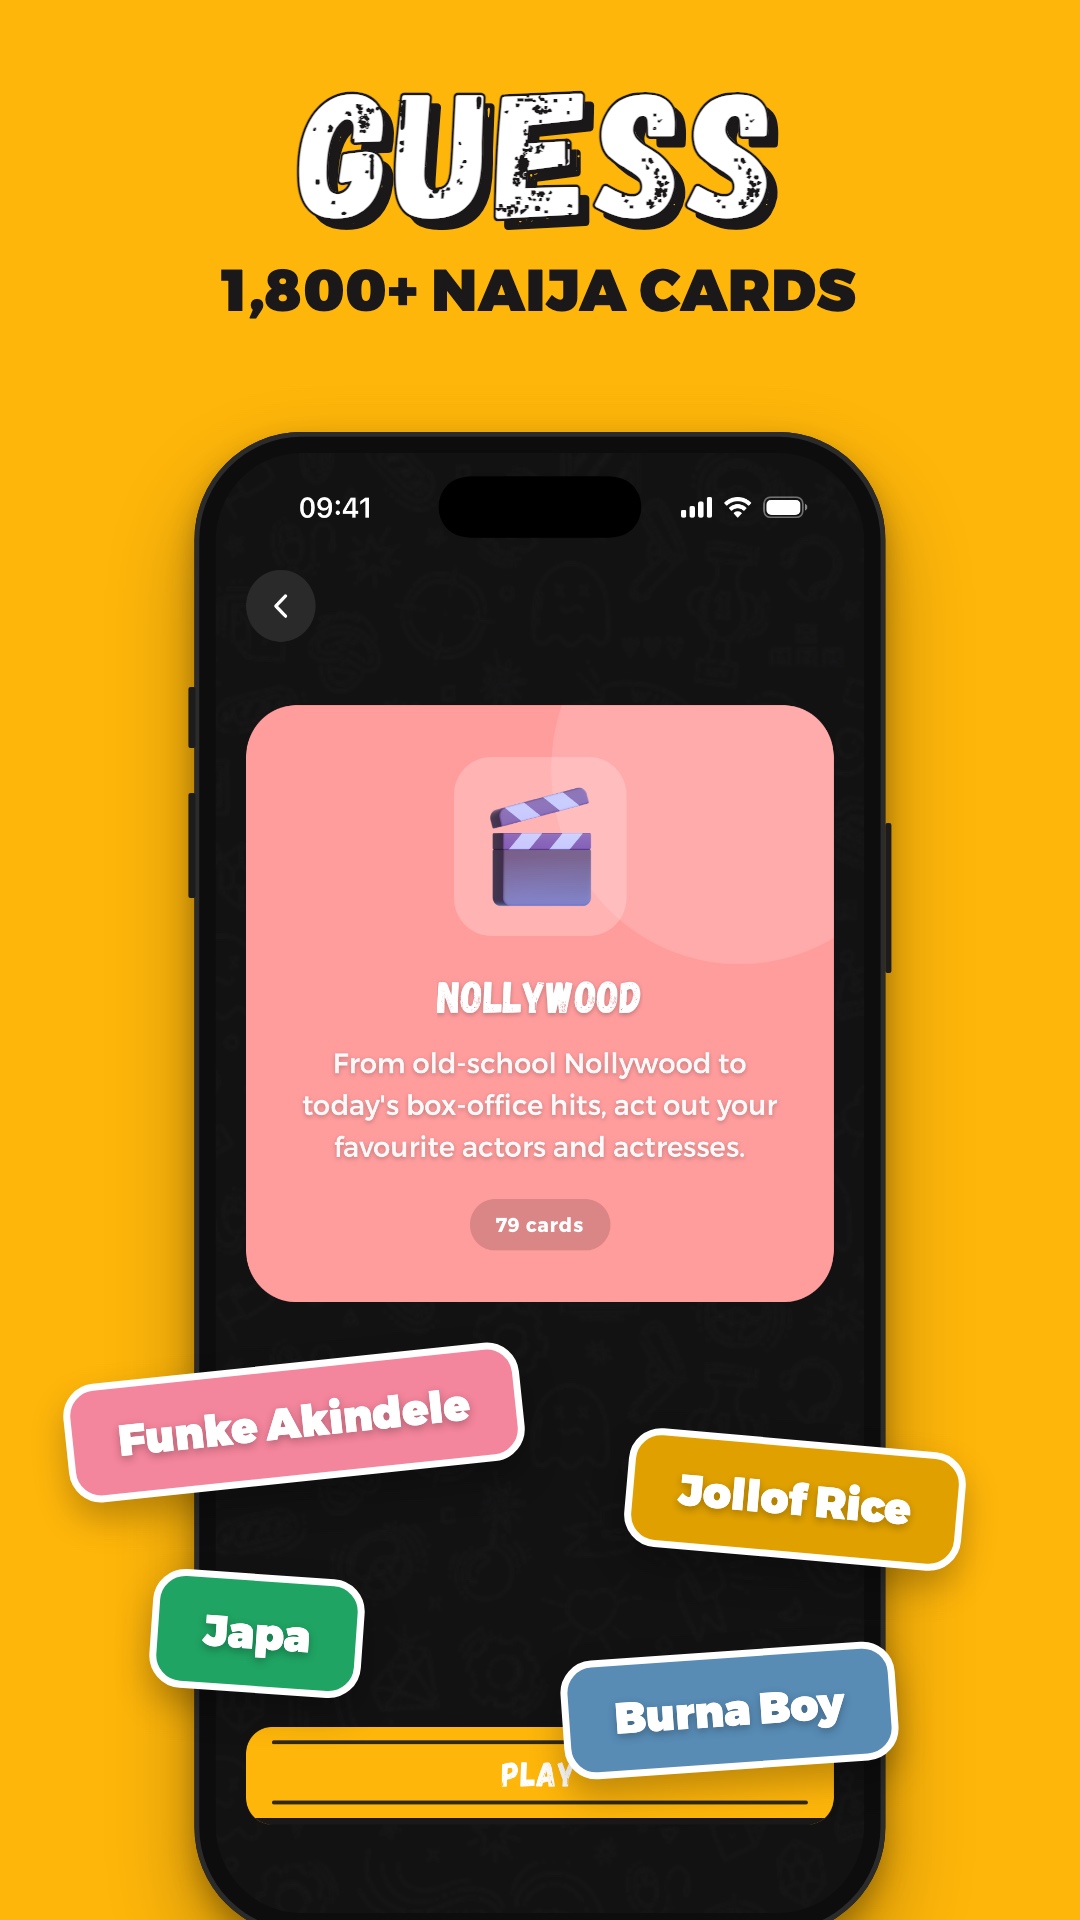 GUESS
1,800+ NAIJA CARDS
09:41
NOLLYWOOD
From old-school Nollywood to
today's box-office hits, act out your
favourite actors and actresses.
79 cards
Funke Akindele
Jollof Rice
Japa
Burna Boy
PLAY